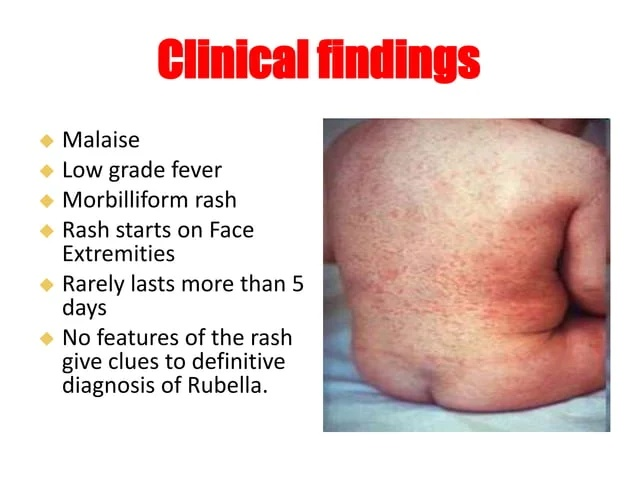 Clinical findings
Malaise
Low grade fever
Morbilliform rash
Rash starts on Face
Extremities
Rarely lasts more than 5
days
No features of the rash
give clues to definitive
diagnosis of Rubella.